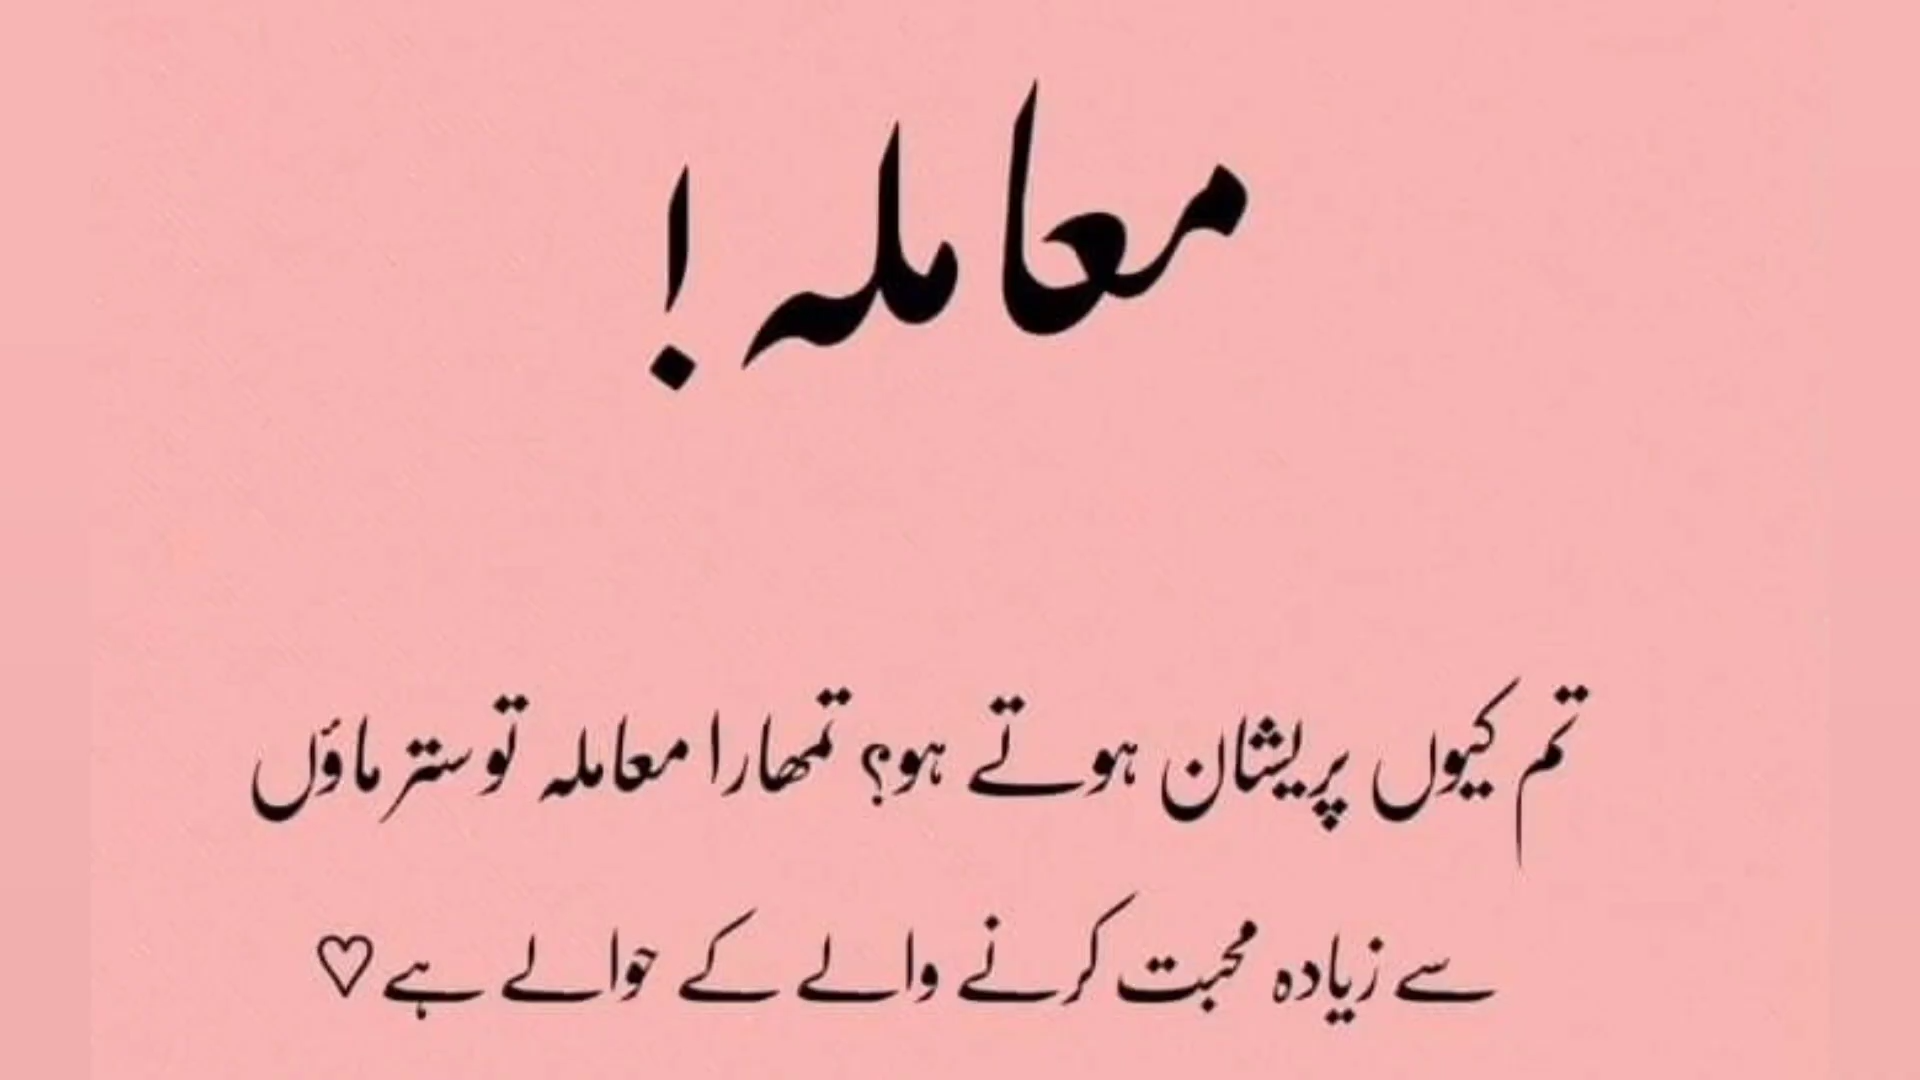 معاملہ!
تم کیوں پریشان ہوتے ہو؟ تمھارا معاملہ تو ستر ماؤں
سے زیادہ محبت کرنے والے کے حوالے ہے♡